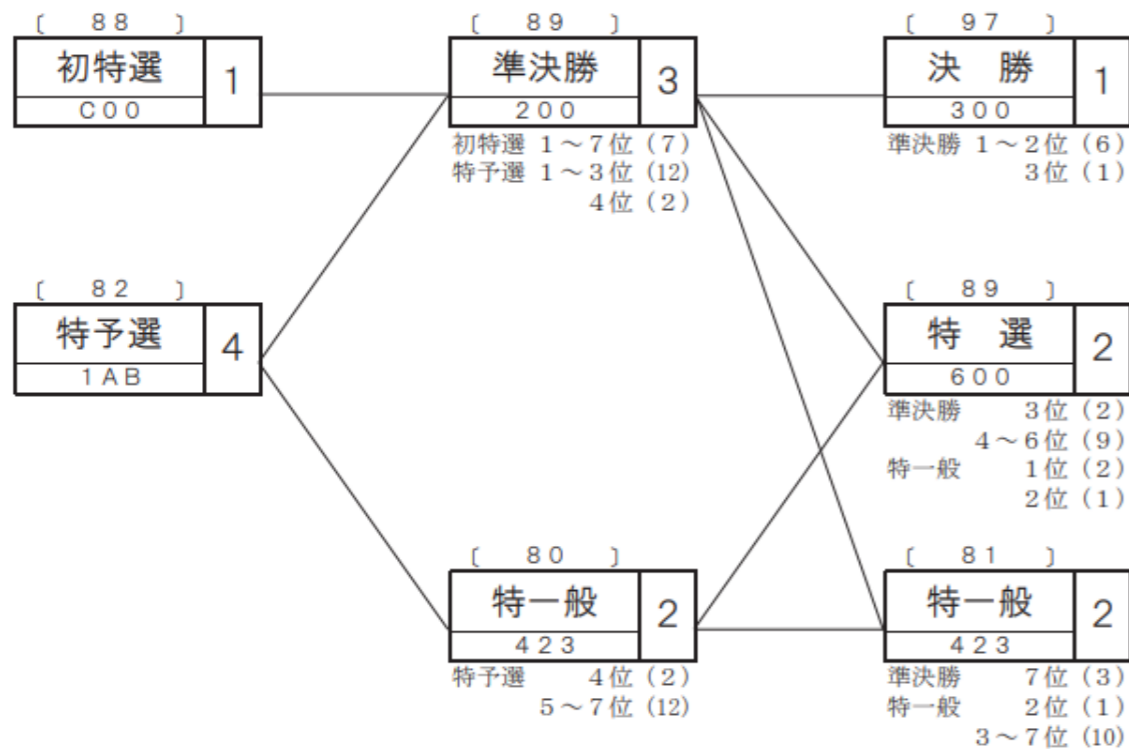 〔 88 〕
初特選 1
C00
〔 89 〕
準決勝 3
200
初特選 1～7位(7)
特予選 1～3位(12)
4位(2)
〔 97 〕
決 勝 1
300
準決勝 1～2位(6)
3位(1)
〔 82 〕
特予選 4
1AB
〔 89 〕
特 選 2
600
準決勝 3位(2)
4～6位(9)
特一般 1位(2)
2位(1)
〔 80 〕
特一般 2
423
特予選 4位(2)
5～7位(12)
〔 81 〕
特一般 2
423
準決勝 7位(3)
特一般 2位(1)
3～7位(10)